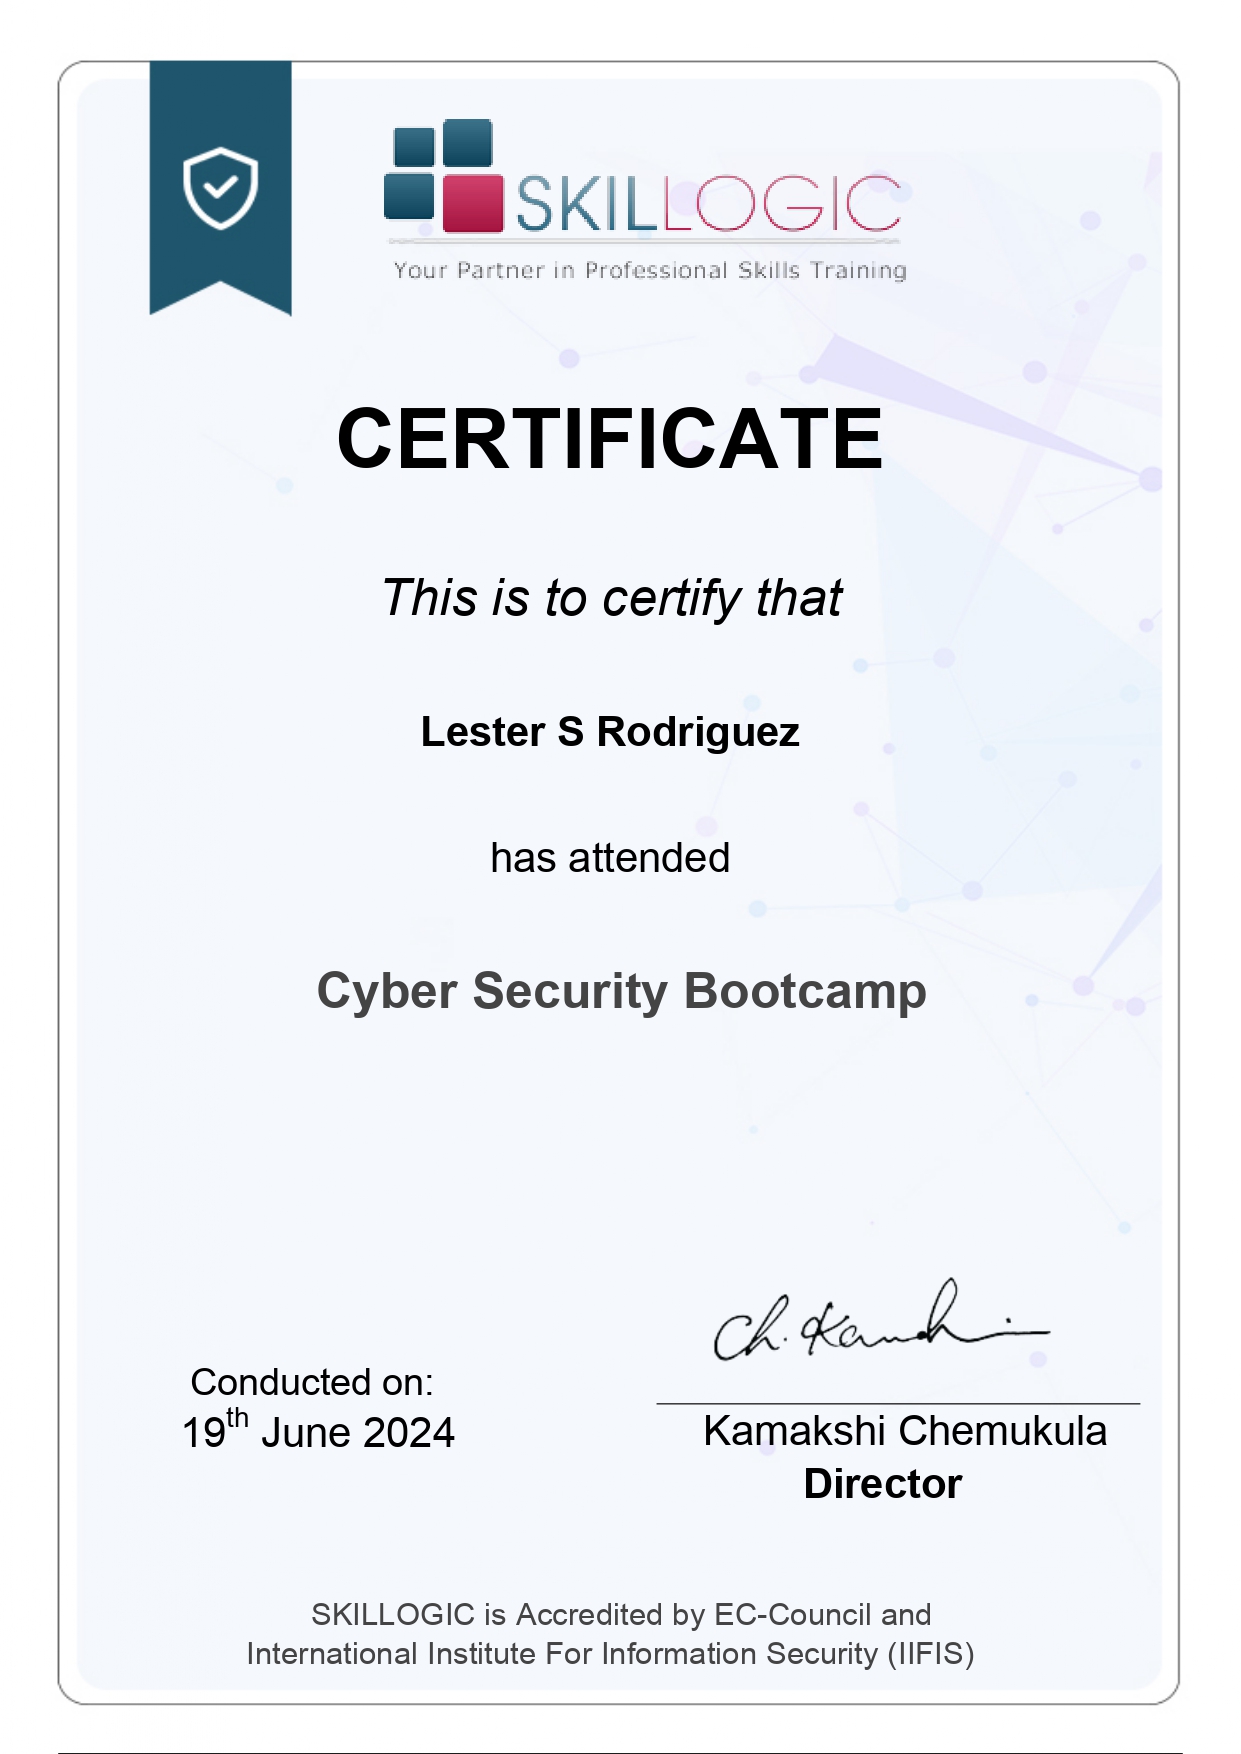 SKILLOGIC
Your Partner in Professional Skills Training
CERTIFICATE
This is to certify that
Lester S Rodriguez
has attended
Cyber Security Bootcamp
Ch. Kamakshi
Conducted on:
19th June 2024
Kamakshi Chemukula
Director
SKILLOGIC is Accredited by EC-Council and
International Institute For Information Security (IIFIS)